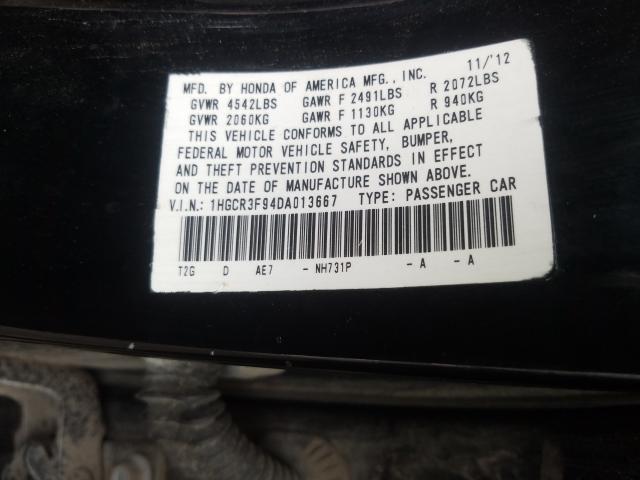 MFD. BY HONDA OF AMERICA MFG., INC. 11/'12
GVWR 4542LBS GAWR F 2491LBS R 2072LBS
GVWR 2060KG GAWR F 1130KG R 940KG
THIS VEHICLE CONFORMS TO ALL APPLICABLE
FEDERAL MOTOR VEHICLE SAFETY, BUMPER,
AND THEFT PREVENTION STANDARDS IN EFFECT
ON THE DATE OF MANUFACTURE SHOWN ABOVE.
V.I.N.: 1HGCR3F94DA013667 TYPE: PASSENGER CAR
T2G D AE7 - NH731P - A - A